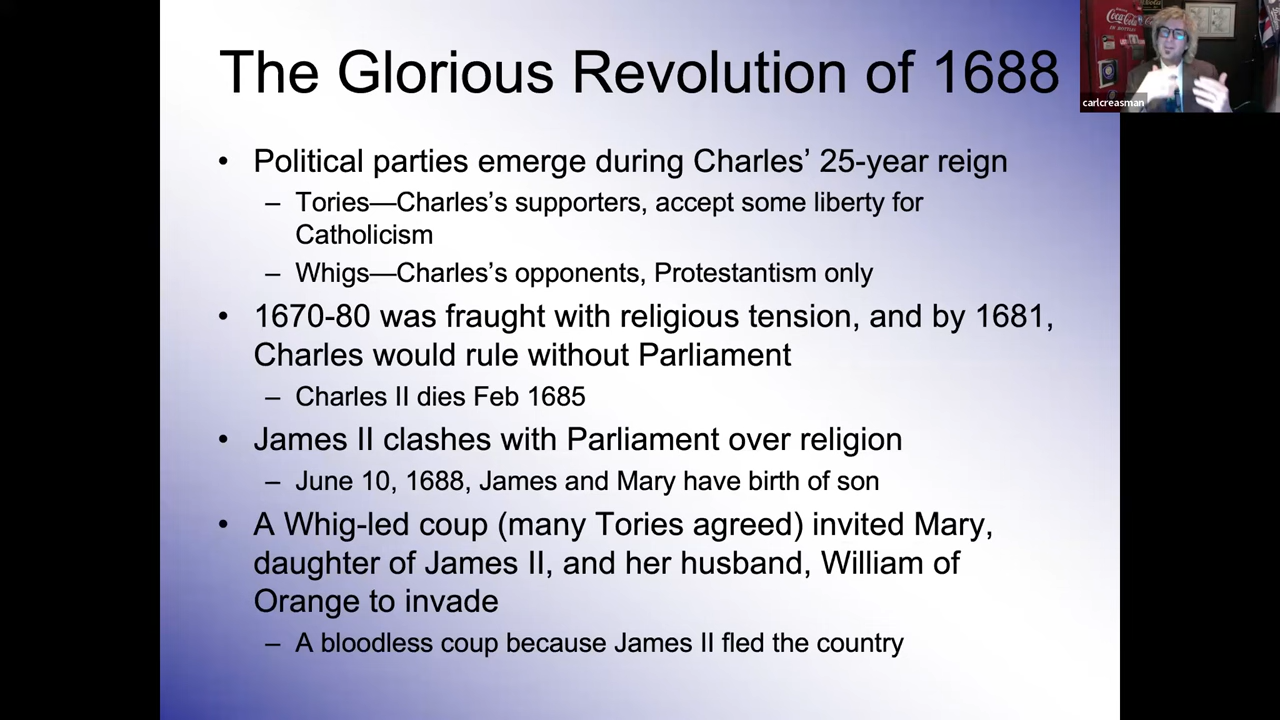 The Glorious Revolution of 1688
• Political parties emerge during Charles’ 25-year reign
– Tories—Charles’s supporters, accept some liberty for
Catholicism
– Whigs—Charles’s opponents, Protestantism only
• 1670-80 was fraught with religious tension, and by 1681,
Charles would rule without Parliament
– Charles II dies Feb 1685
• James II clashes with Parliament over religion
– June 10, 1688, James and Mary have birth of son
• A Whig-led coup (many Tories agreed) invited Mary,
daughter of James II, and her husband, William of
Orange to invade
– A bloodless coup because James II fled the country
Coca-Cola
carlcreasman